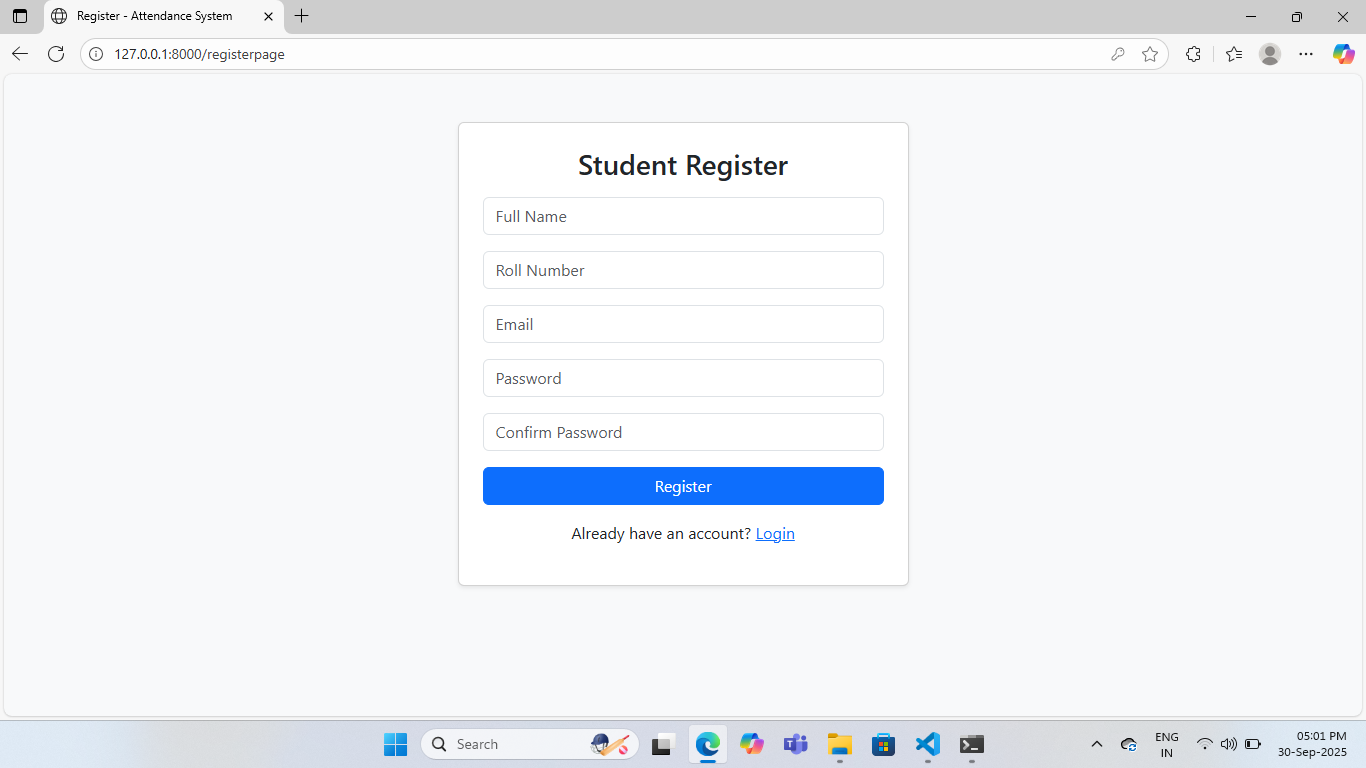 Register - Attendance System
127.0.0.1:8000/registerpage
Student Register
Full Name
Roll Number
Email
Password
Confirm Password
Register
Already have an account? Login
Search
ENG
IN
05:01 PM
30-Sep-2025